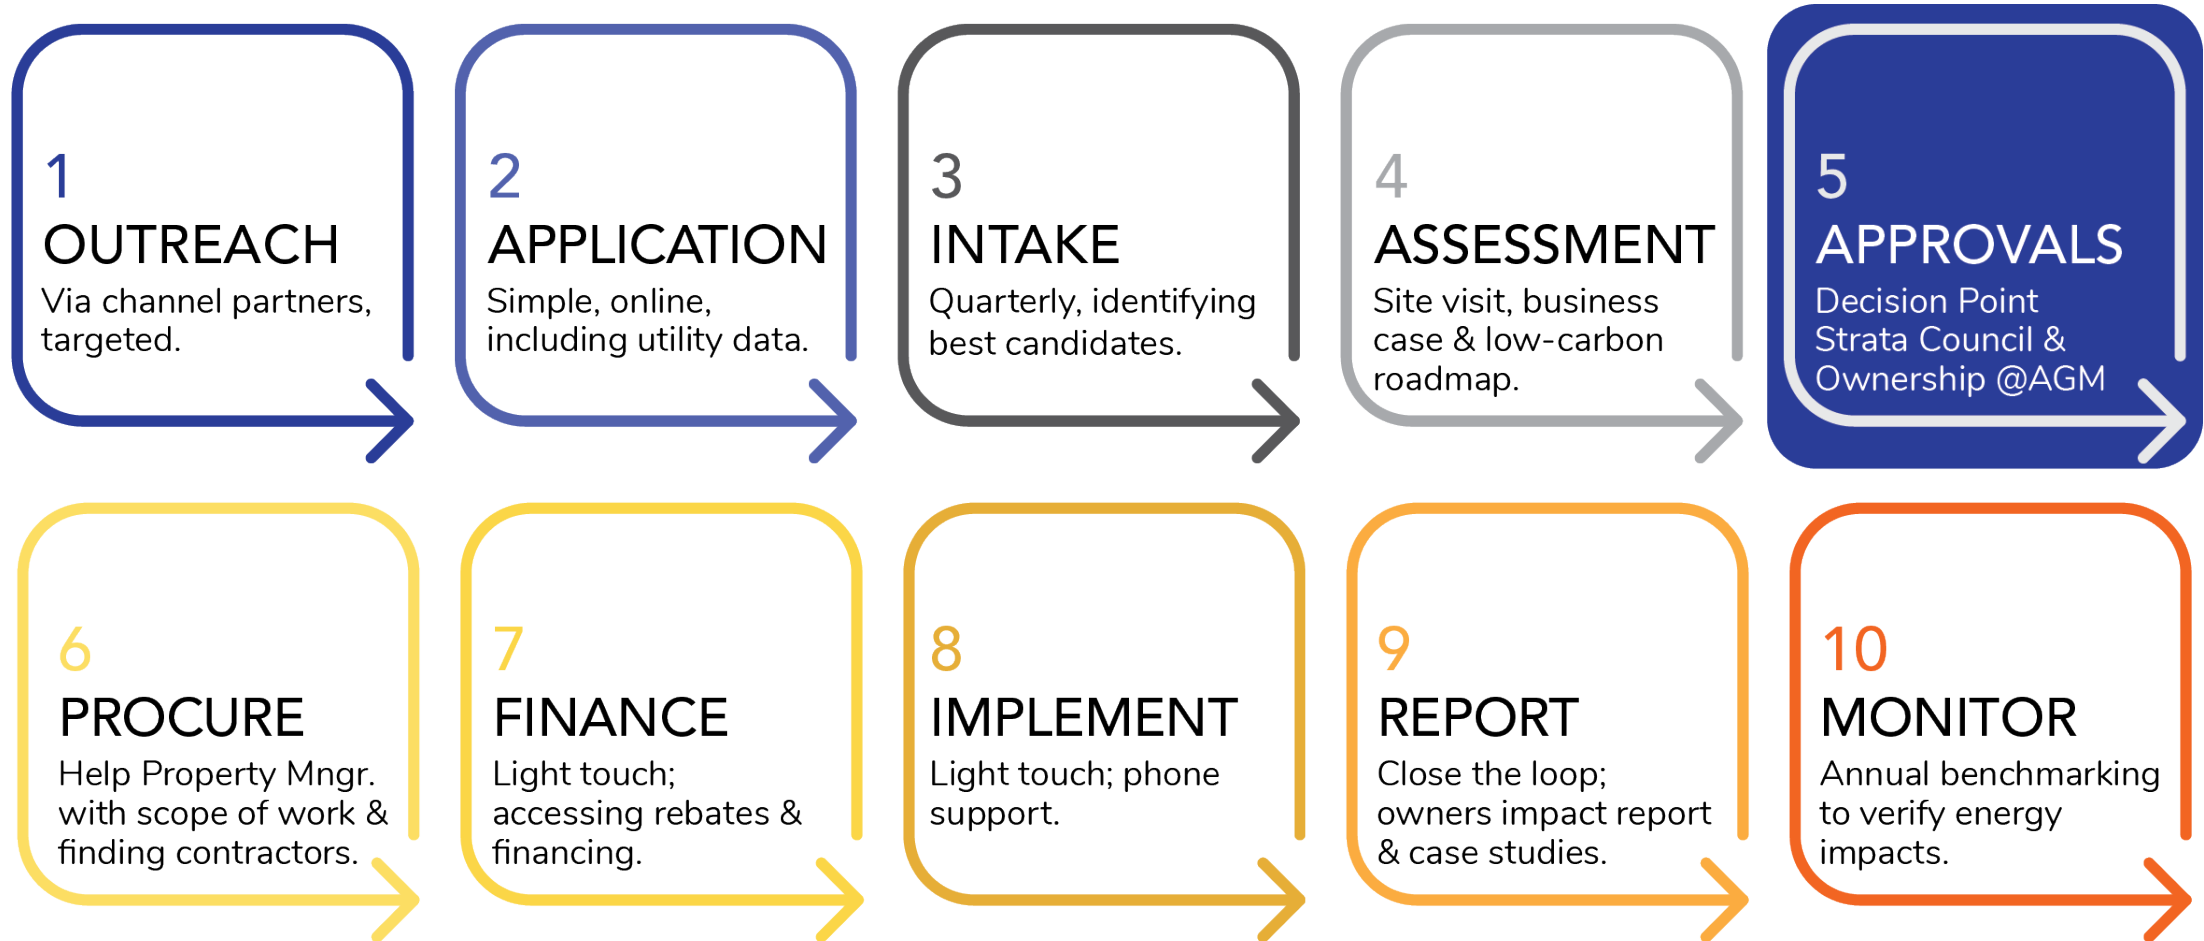 1
OUTREACH
Via channel partners,
targeted.
2
APPLICATION
Simple, online,
including utility data.
3
INTAKE
Quarterly, identifying
best candidates.
4
ASSESSMENT
Site visit, business
case & low-carbon
roadmap.
5
APPROVALS
Decision Point
Strata Council &
Ownership @AGM
6
PROCURE
Help Property Mngr.
with scope of work &
finding contractors.
7
FINANCE
Light touch;
accessing rebates &
financing.
8
IMPLEMENT
Light touch; phone
support.
9
REPORT
Close the loop;
owners impact report
& case studies.
10
MONITOR
Annual benchmarking
to verify energy
impacts.